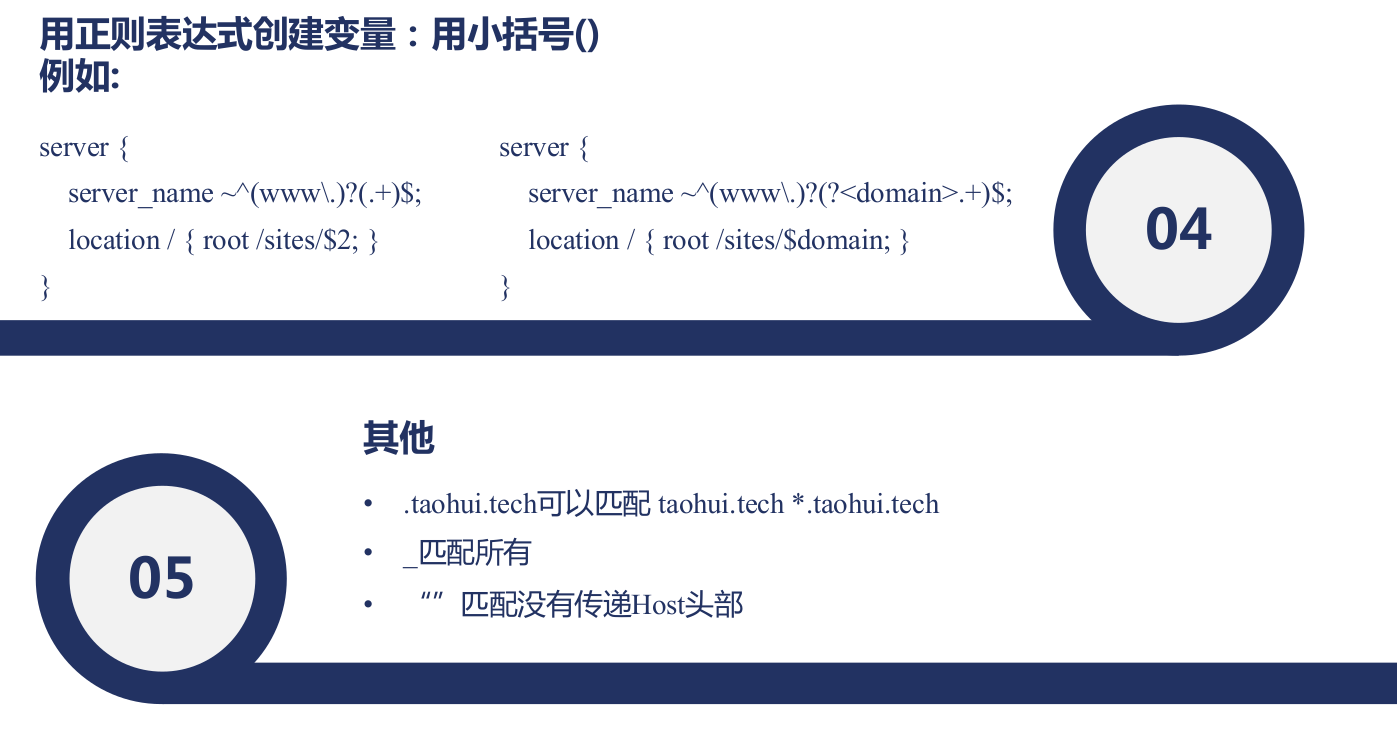 用正则表达式创建变量：用小括号()
例如:
server {
server_name ~^(www\.)?(.+)$;
location / { root /sites/$2; }
}
server {
server_name ~^(www\.)?(?<domain>.+)$;
location / { root /sites/$domain; }
}
04
05
其他
• .taohui.tech可以匹配 taohui.tech *.taohui.tech
• _匹配所有
• “”匹配没有传递Host头部